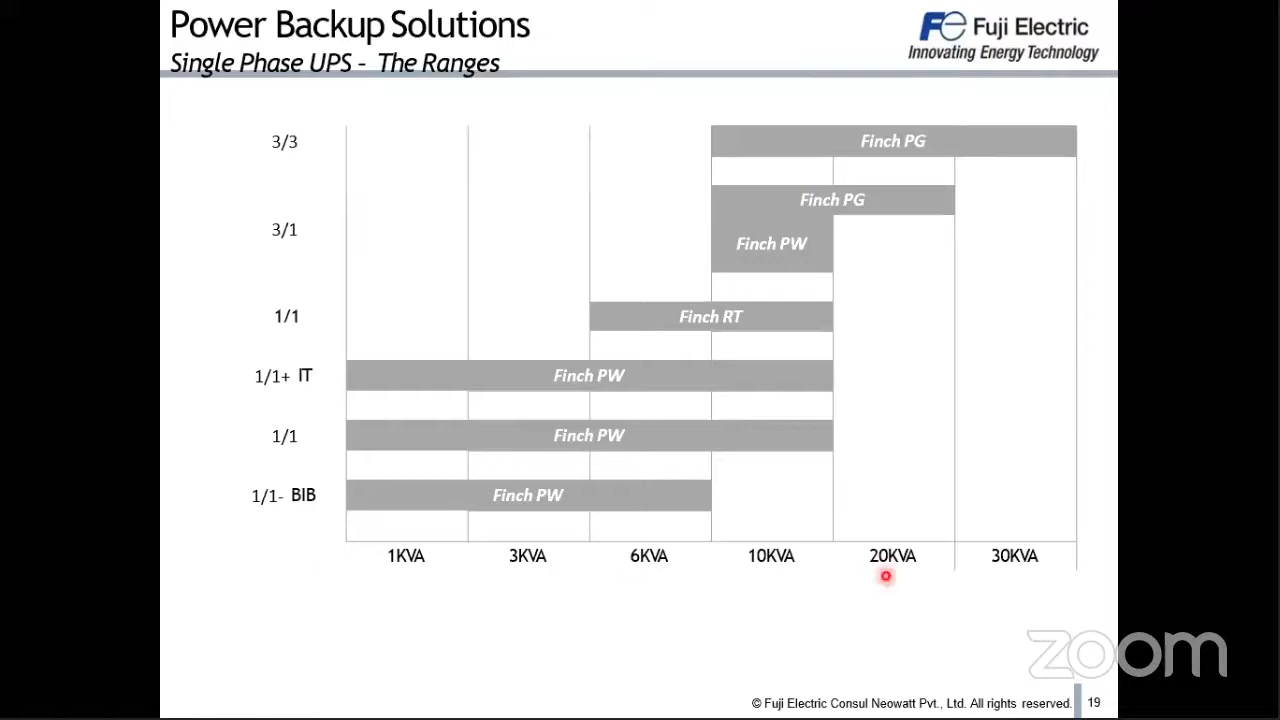 Power Backup Solutions
Single Phase UPS - The Ranges
Fe Fuji Electric
Innovating Energy Technology
3/3
Finch PG
Finch PG
3/1
Finch PW
1/1
Finch RT
1/1+ IT
Finch PW
1/1
Finch PW
1/1- BIB
Finch PW
1KVA 3KVA 6KVA 10KVA 20KVA 30KVA
zoom
© Fuji Electric Consul Neowatt Pvt., Ltd. All rights reserved. 19